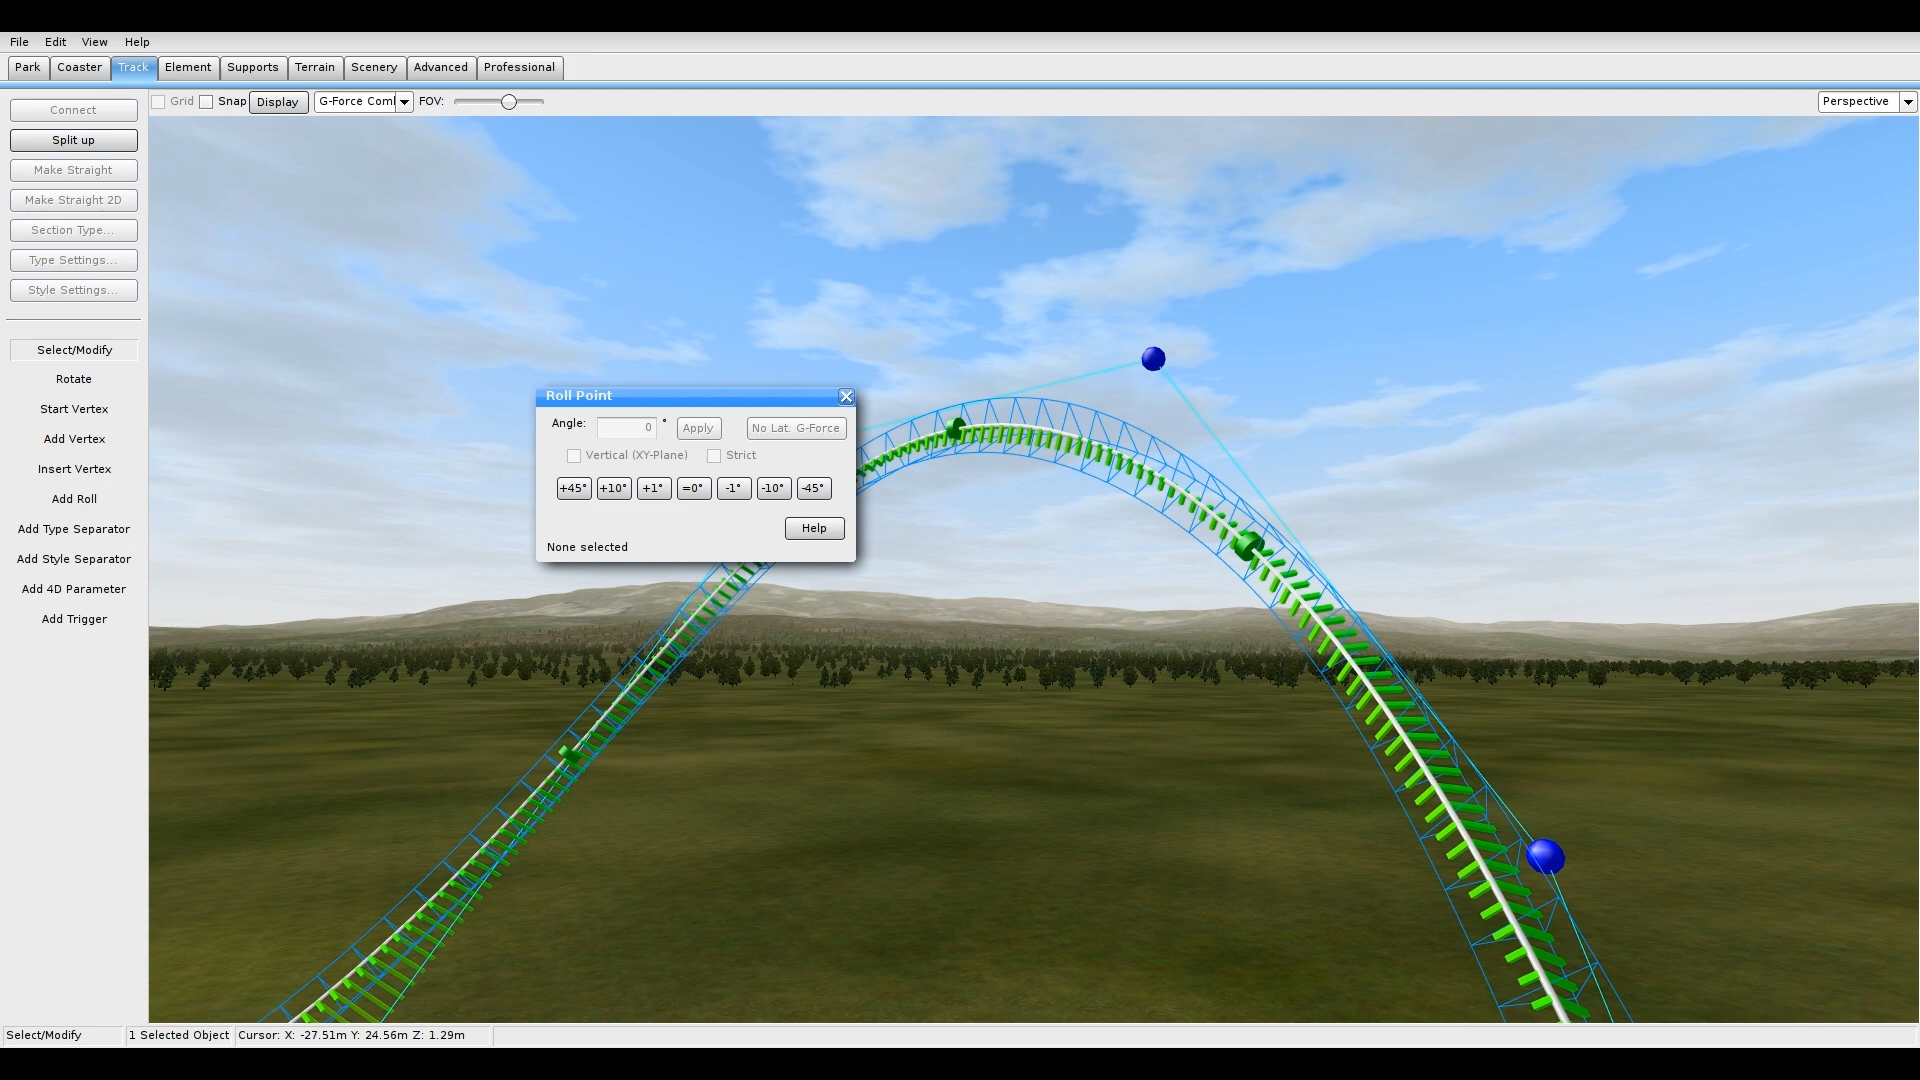 File Edit View Help
Park Coaster Track Element Supports Terrain Scenery Advanced Professional
Grid Snap Display G-Force Com FOV: Perspective
Connect
Split up
Make Straight
Make Straight 2D
Section Type...
Type Settings...
Style Settings...
Select/Modify
Rotate
Start Vertex
Add Vertex
Insert Vertex
Add Roll
Add Type Separator
Add Style Separator
Add 4D Parameter
Add Trigger
Roll Point
Angle: 0 ° Apply No Lat. G-Force
Vertical (XY-Plane) Strict
+45° +10° +1° =0° -1° -10° -45°
Help
None selected
Select/Modify 1 Selected Object Cursor: X: -27.51m Y: 24.56m Z: 1.29m